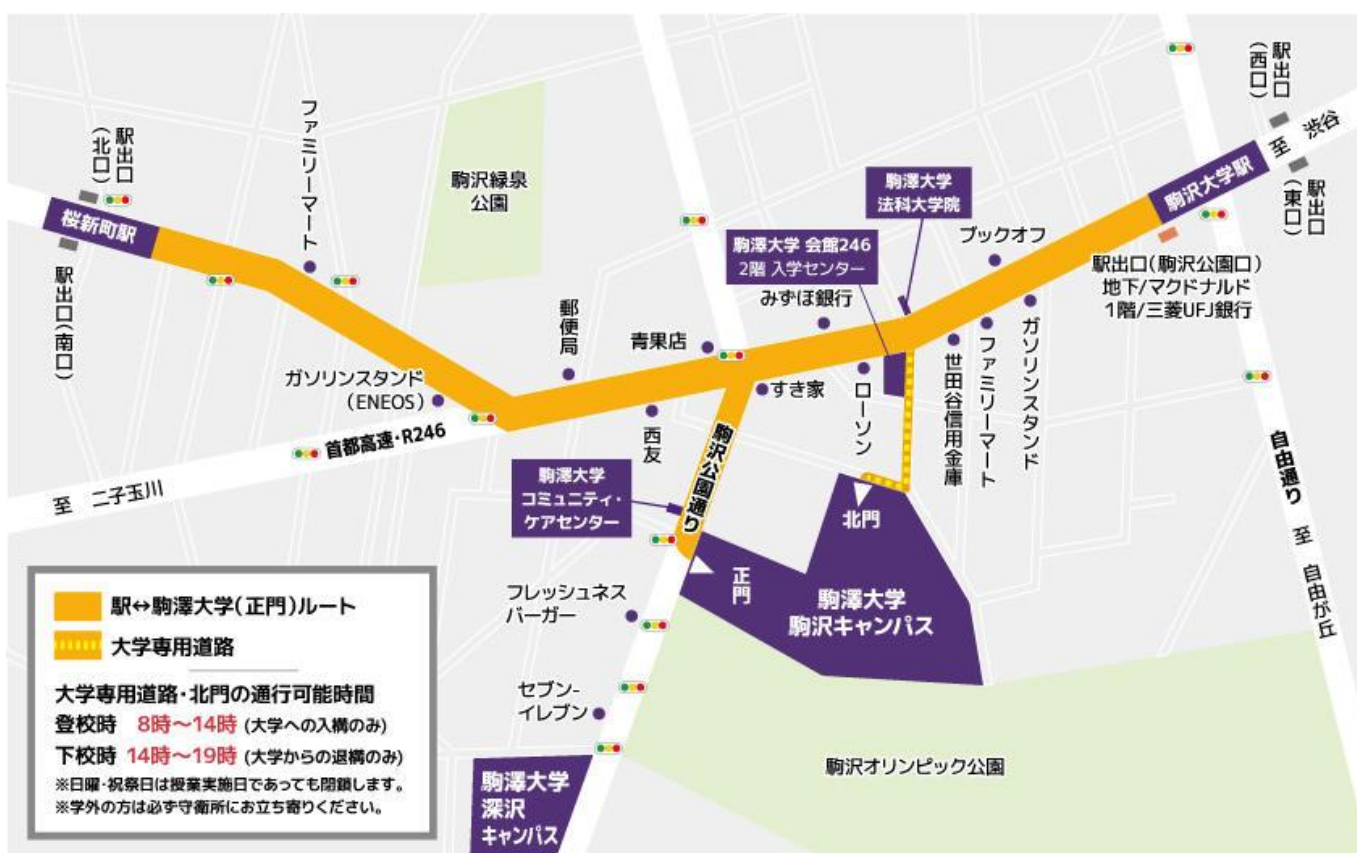 駅出口
(西口)
至 渋谷
駒沢大学駅
駅出口
(東口)
駅出口(駒沢公園口)
地下/マクドナルド
1階/三菱UFJ銀行
駅出口
(北口)
桜新町駅
駅出口(南口)
ファミリーマート
駒沢緑泉
公園
駒澤大学
法科大学院
駒澤大学 会館246
2階 入学センター
みずほ銀行
ブックオフ
郵便局
青果店
ガソリンスタンド
(ENEOS)
首都高速・R246
至 二子玉川
西友
すき家
ローソン
世田谷信用金庫
ファミリーマート
ガソリンスタンド
自由通り
至 自由が丘
駒沢公園通り
駒澤大学
コミュニティ・
ケアセンター
北門
正門
駒澤大学
駒沢キャンパス
フレッシュネス
バーガー
セブン-
イレブン
駒沢オリンピック公園
駒澤大学
深沢
キャンパス
駅↔駒澤大学(正門)ルート
大学専用道路
大学専用道路・北門の通行可能時間
登校時 8時〜14時 (大学への入構のみ)
下校時 14時〜19時 (大学からの退構のみ)
※日曜・祝祭日は授業実施日であっても閉鎖します。
※学外の方は必ず守衛所にお立ち寄りください。